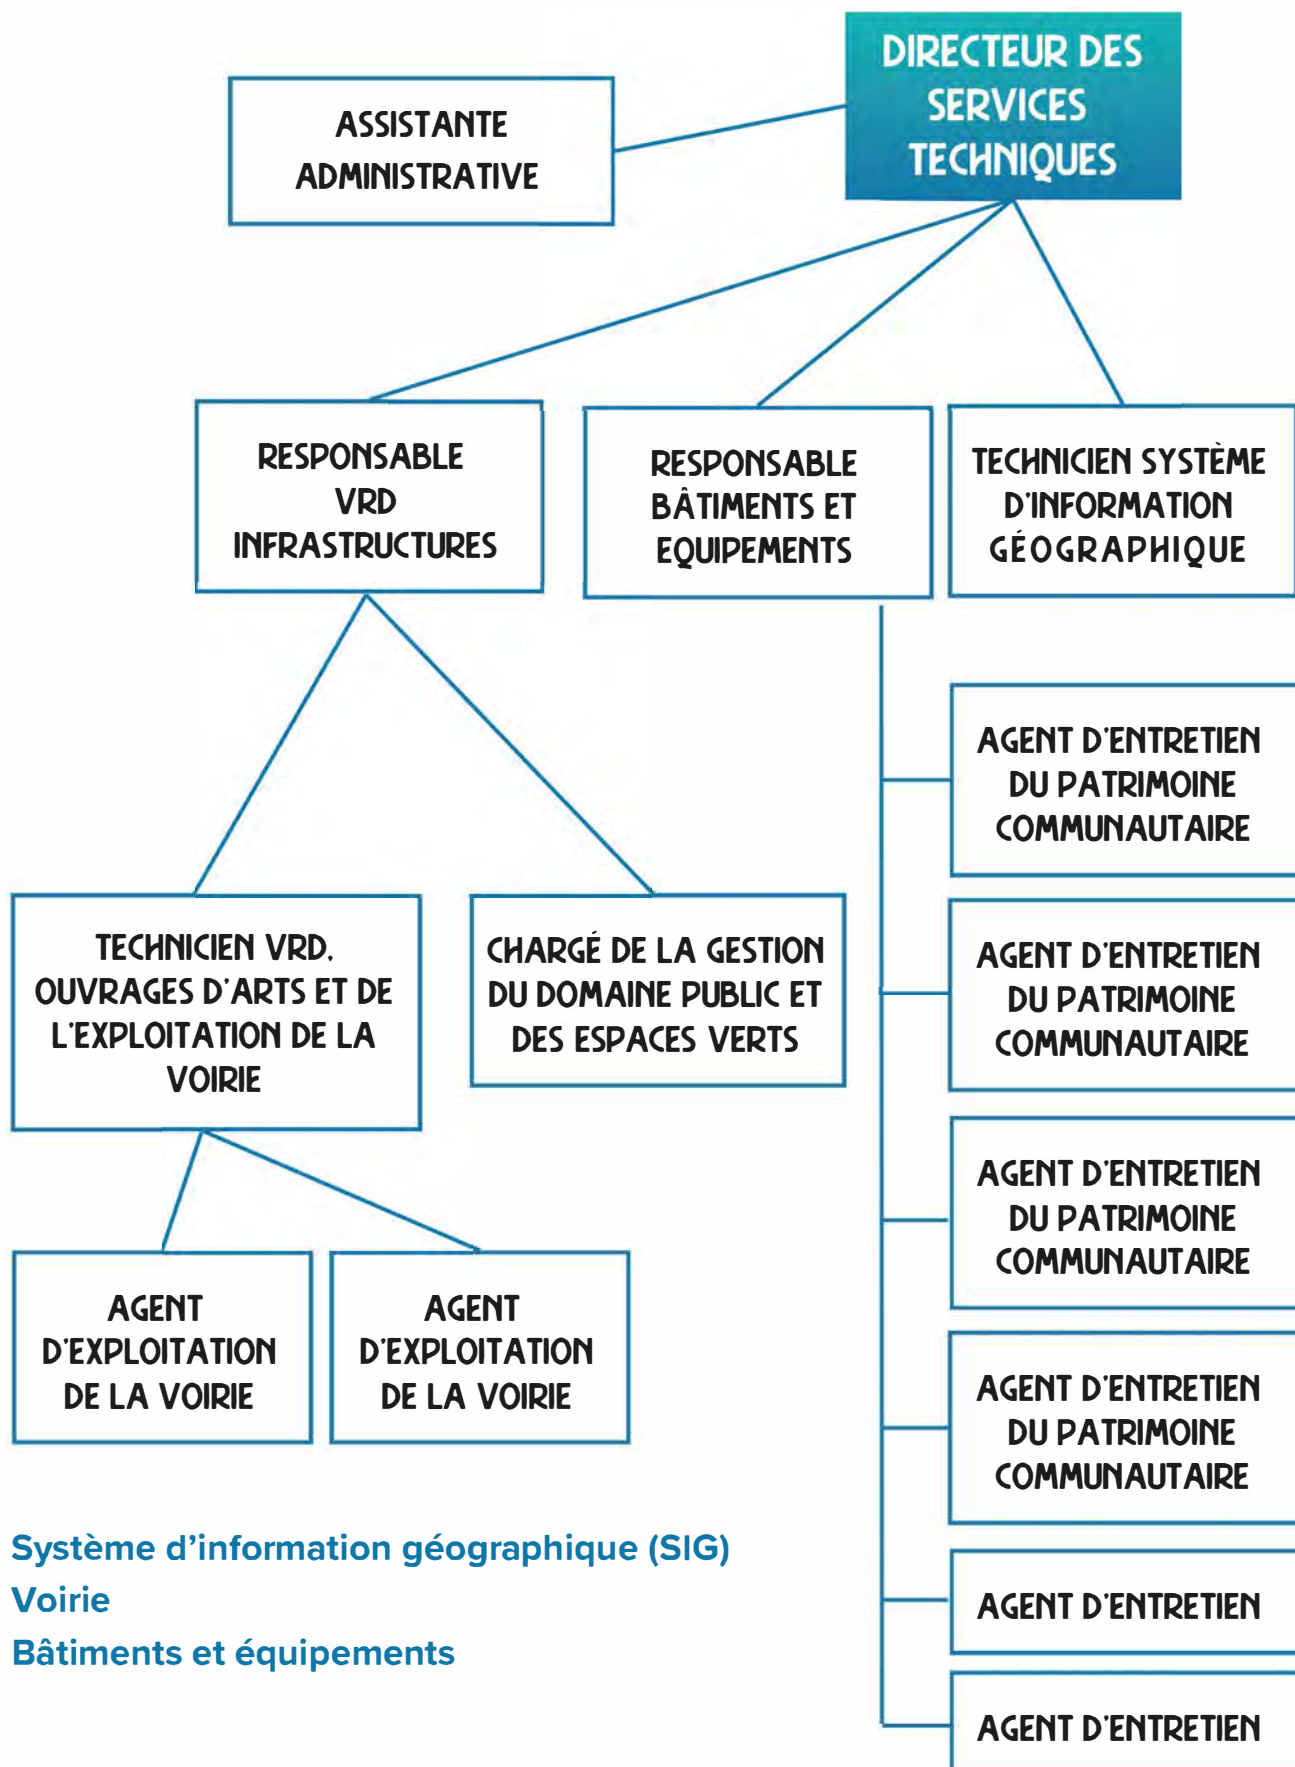 DIRECTEUR DES
SERVICES
TECHNIQUES
ASSISTANTE
ADMINISTRATIVE
RESPONSABLE
VRD
INFRASTRUCTURES
RESPONSABLE
BÂTIMENTS ET
EQUIPEMENTS
TECHNICIEN SYSTÈME
D'INFORMATION
GÉOGRAPHIQUE
TECHNICIEN VRD,
OUVRAGES D'ARTS ET DE
L'EXPLOITATION DE LA
VOIRIE
CHARGÉ DE LA GESTION
DU DOMAINE PUBLIC ET
DES ESPACES VERTS
AGENT
D'EXPLOITATION
DE LA VOIRIE
AGENT
D'EXPLOITATION
DE LA VOIRIE
AGENT D'ENTRETIEN
DU PATRIMOINE
COMMUNAUTAIRE
AGENT D'ENTRETIEN
DU PATRIMOINE
COMMUNAUTAIRE
AGENT D'ENTRETIEN
DU PATRIMOINE
COMMUNAUTAIRE
AGENT D'ENTRETIEN
DU PATRIMOINE
COMMUNAUTAIRE
AGENT D'ENTRETIEN
AGENT D'ENTRETIEN
Système d'information géographique (SIG)
Voirie
Bâtiments et équipements